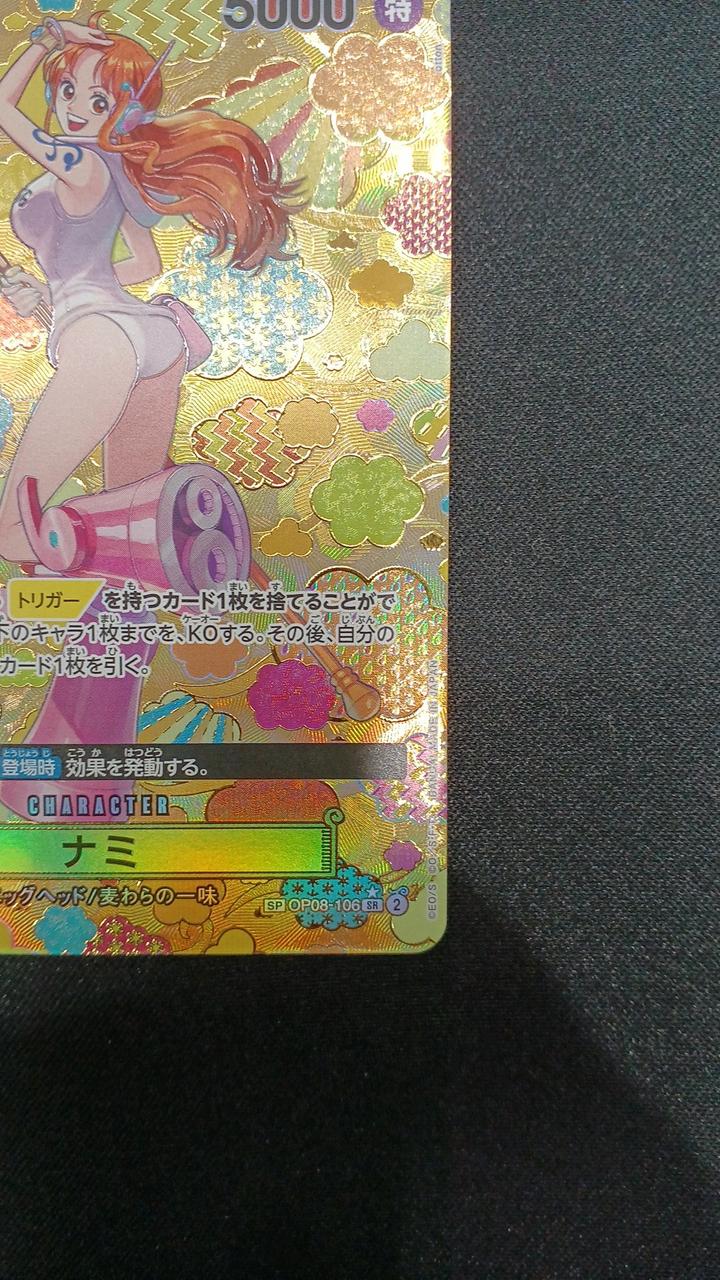 5000
特
トリガー を持つカード1枚を捨てることがで
下のキャラ1枚までを、KOする。その後、自分の
カード1枚を引く。
登場時 効果を発動する。
CHARACTER
ナミ
ッグヘッド/麦わらの一味
SP OP08-106 SR 2